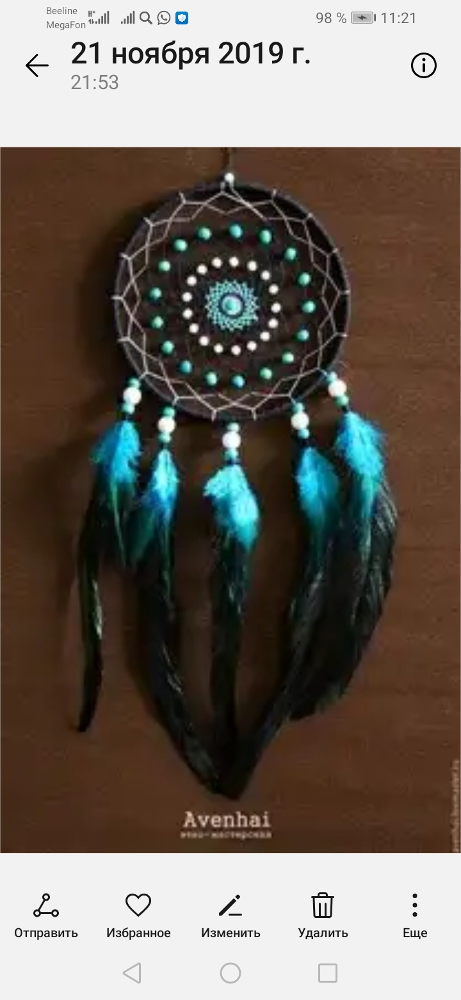 Beeline
MegaFon
98 % 11:21
21 ноября 2019 г.
21:53
Avenhai
этно-мастерская
Отправить Избранное Изменить Удалить Еще